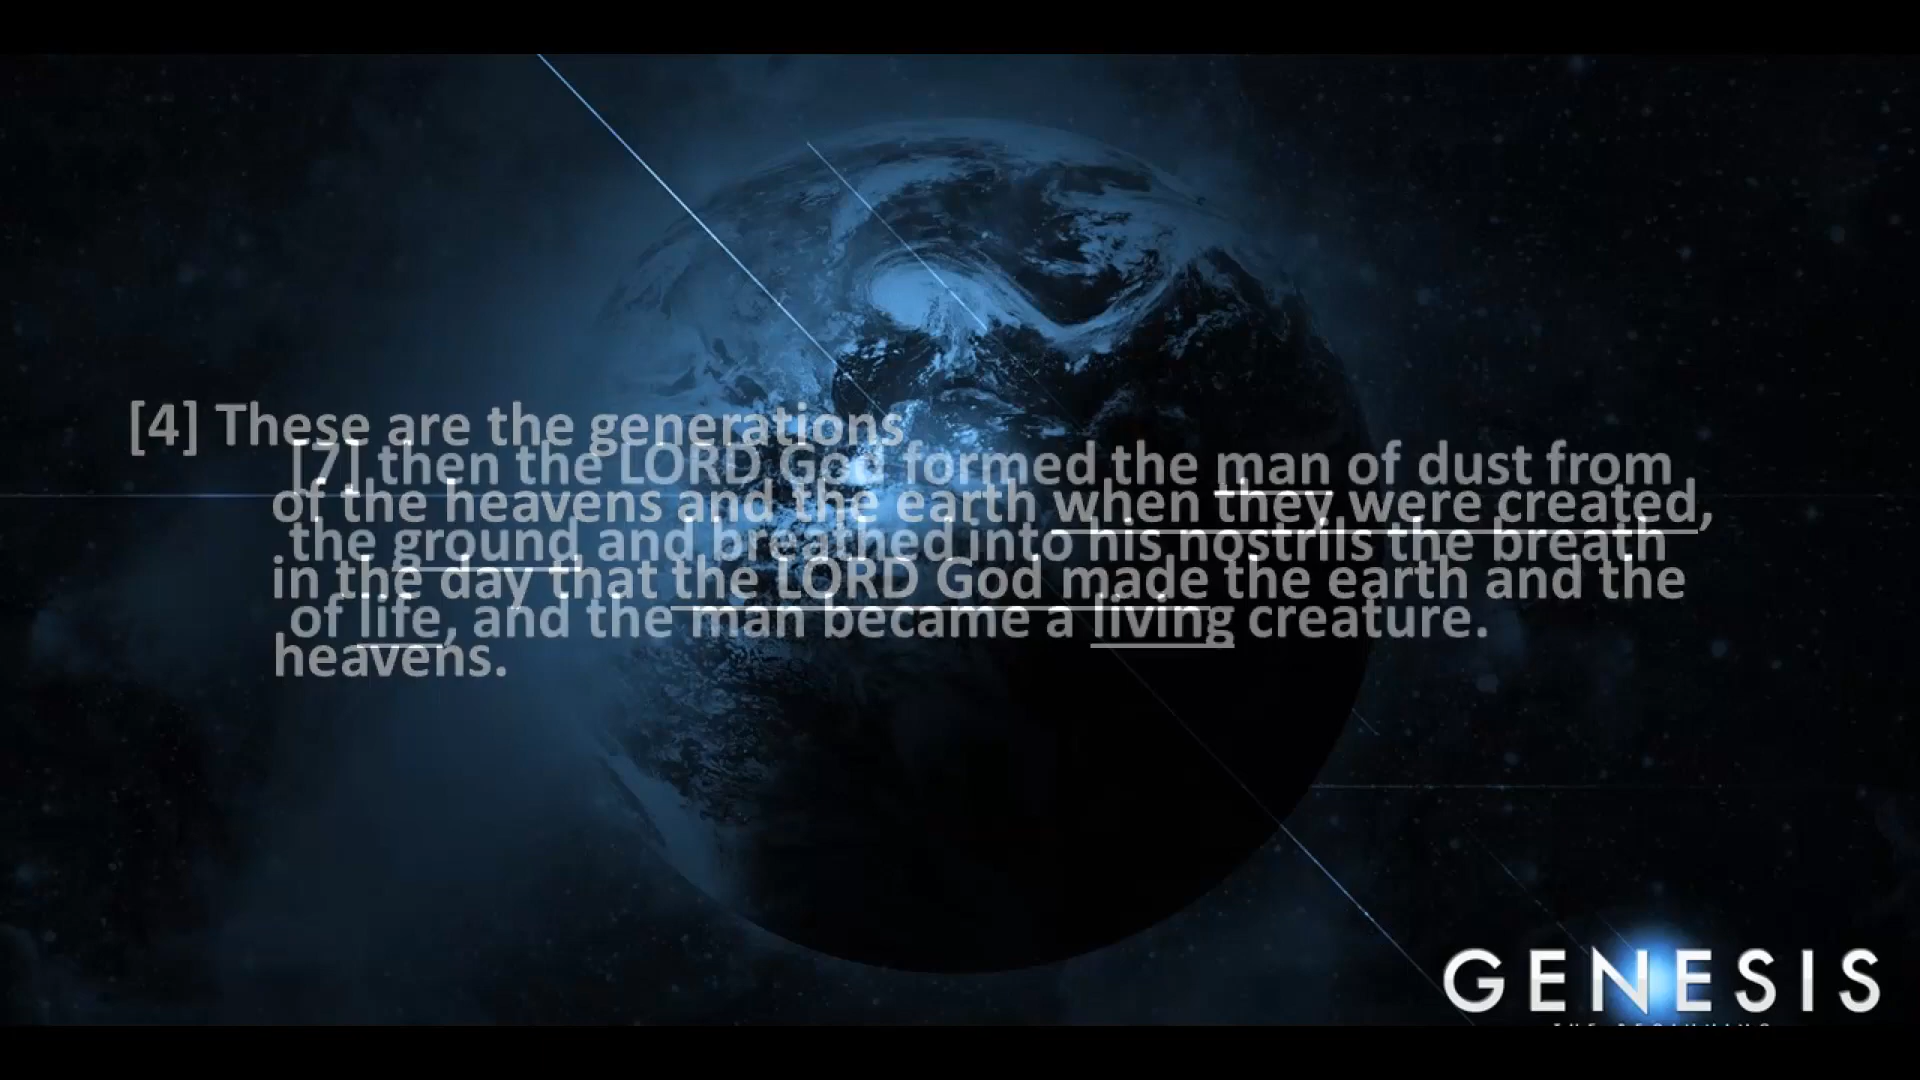 [4] These are the generations
of the heavens and the earth when they were created,
in the day that the LORD God made the earth and the
heavens.
[7] then the LORD God formed the man of dust from
the ground and breathed into his nostrils the breath
of life, and the man became a living creature.
GENESIS
THE BEGINNING